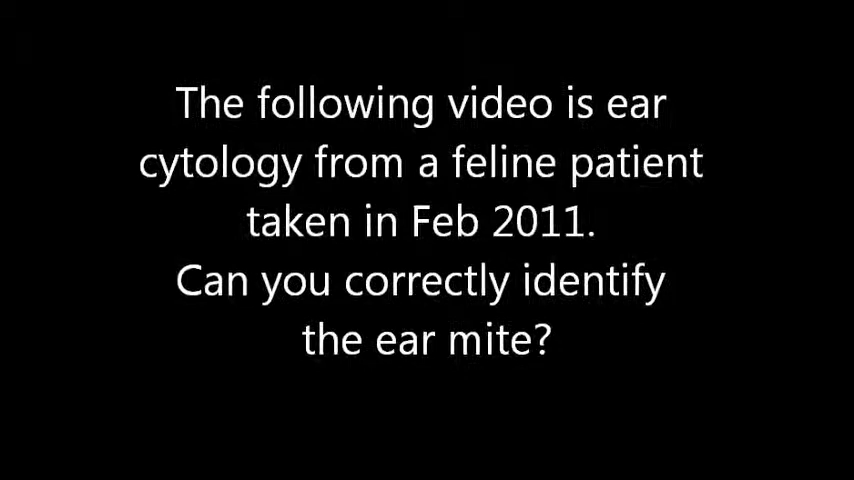 The following video is ear
cytology from a feline patient
taken in Feb 2011.
Can you correctly identify
the ear mite?